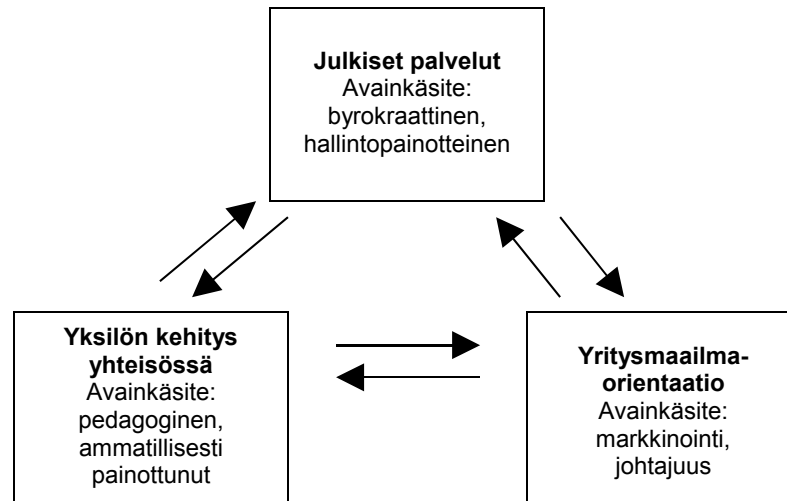 Julkiset palvelut
Avainkäsite:
byrokraattinen,
hallintopainotteinen
Yksilön kehitys
yhteisössä
Avainkäsite:
pedagoginen,
ammatillisesti
painottunut
Yritysmaailma-
orientaatio
Avainkäsite:
markkinointi,
johtajuus